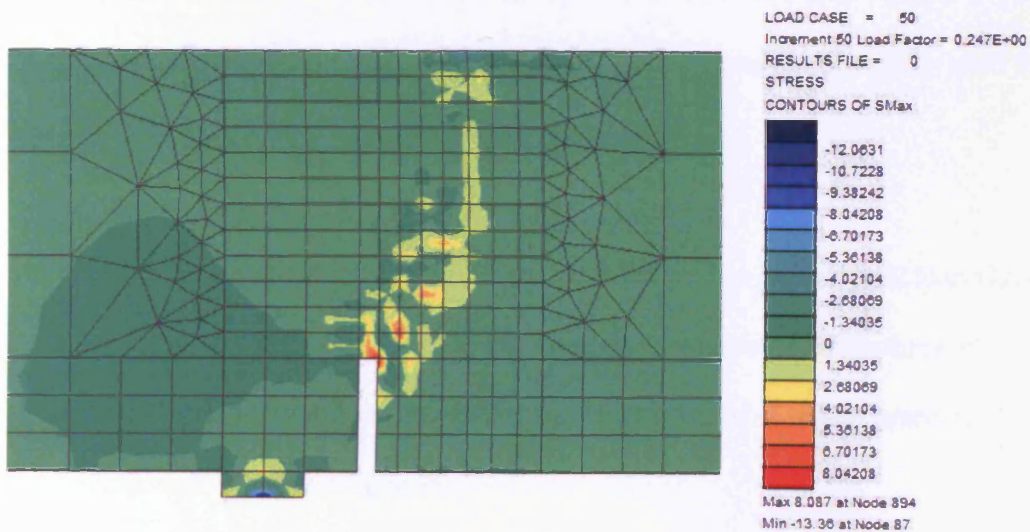 LOAD CASE = 50
Increment 50 Load Factor = 0.247E+00
RESULTS FILE = 0
STRESS
CONTOURS OF SMax
-12.0631
-10.7228
-9.38242
-8.04208
-6.70173
-5.36138
-4.02104
-2.68069
-1.34035
0
1.34035
2.68069
4.02104
5.36138
6.70173
8.04208
Max 8.087 at Node 894
Min -13.36 at Node 87